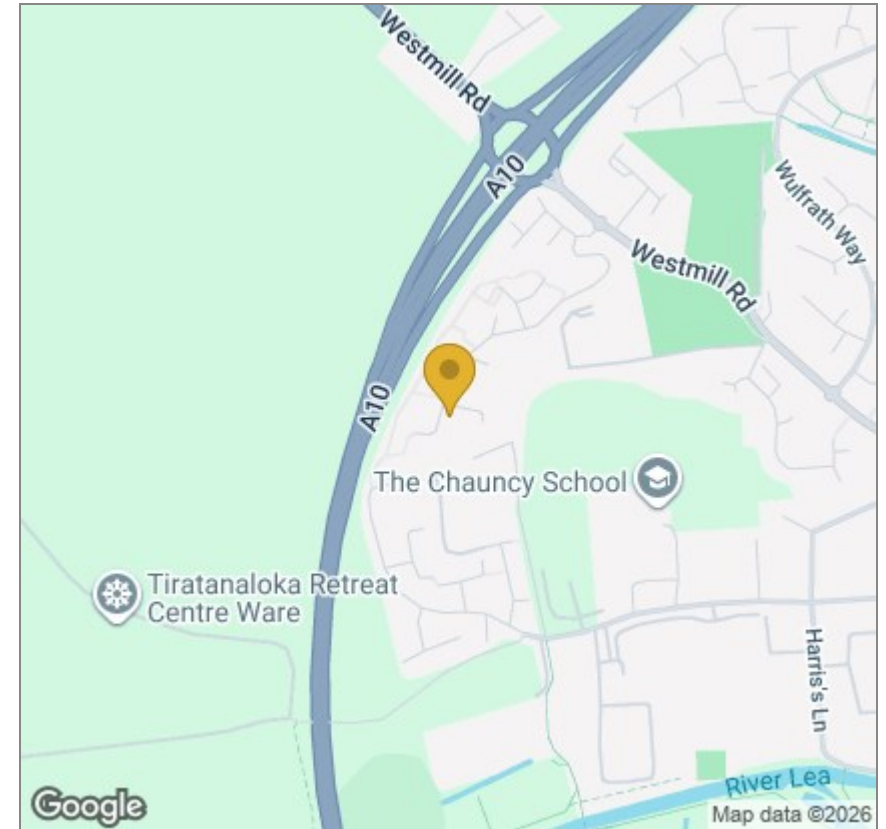 Westmill Rd
A10
Wulfrath Way
Westmill Rd
A10
The Chauncy School
Tiratanaloka Retreat
Centre Ware
Harris's Ln
River Lea
Google
Map data ©2026